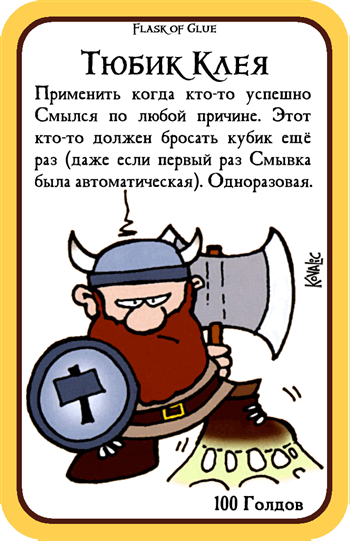 Flask of Glue
Тюбик Клея
Применить когда кто-то успешно
Смылся по любой причине. Этот
кто-то должен бросать кубик ещё
раз (даже если первый раз Смывка
была автоматическая). Одноразовая.
Kovalic
100 Голдов